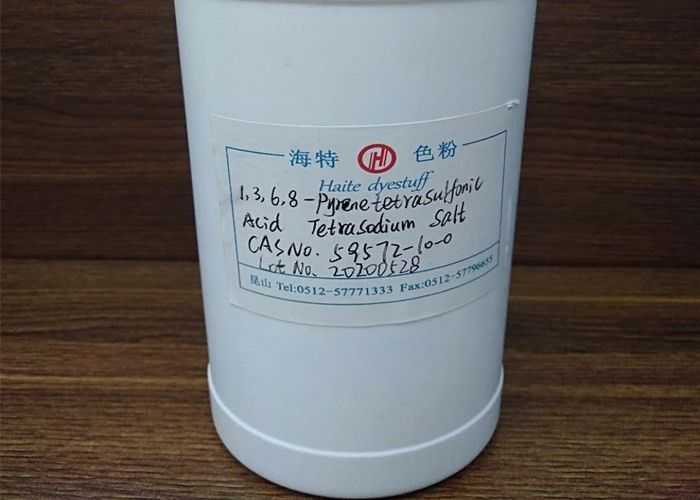 海特 H 色粉
Haite dyestuff
1,3,6,8-Pyrenetetrasulfonic
Acid Tetrasodium Salt
CAS No. 59572-10-0
Lot No. 20200528
昆山 Tel:0512-57771333 Fax:0512-57796655